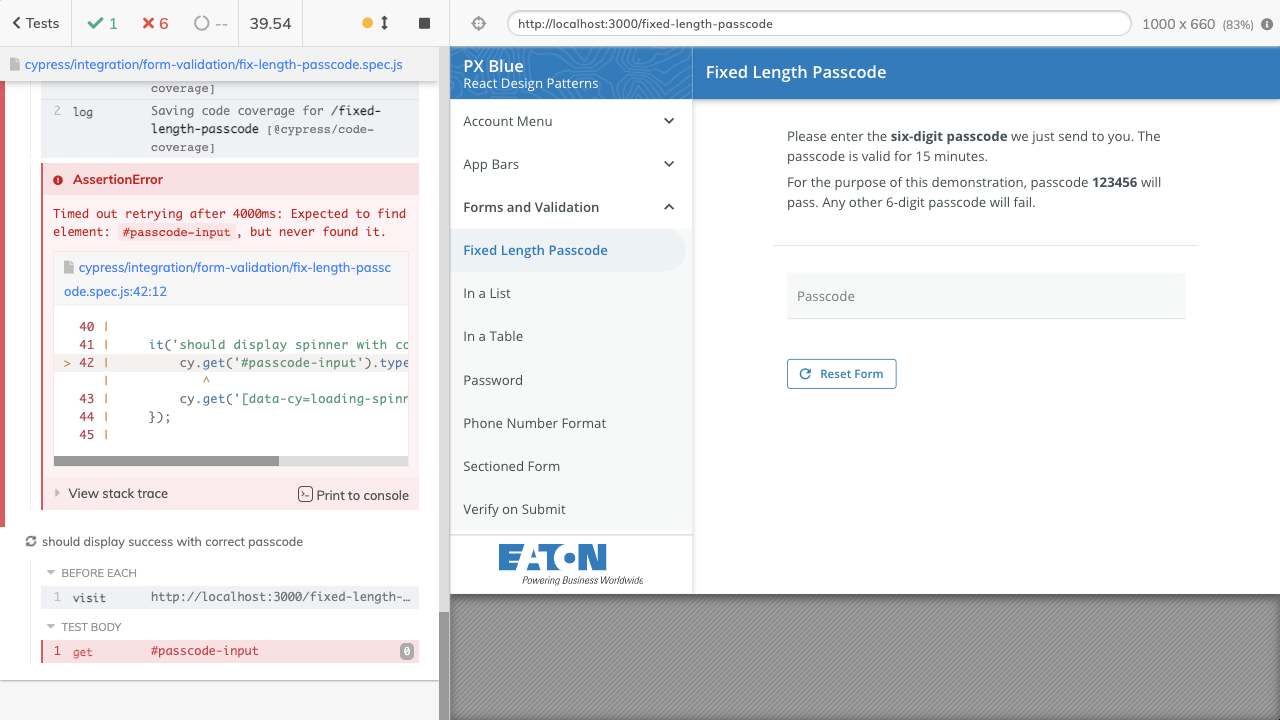 Tests
1
6
--
39.54
http://localhost:3000/fixed-length-passcode
1000 x 660 (83%)
cypress/integration/form-validation/fix-length-passcode.spec.js
coverage]
2 log Saving code coverage for /fixed-
length-passcode [@cypress/code-
coverage]
AssertionError
Timed out retrying after 4000ms: Expected to find
element: #passcode-input, but never found it.
cypress/integration/form-validation/fix-length-passc
ode.spec.js:42:12
40 |
41 | it('should display spinner with co
> 42 | cy.get('#passcode-input').type
| ^
43 | cy.get('[data-cy=loading-spinn
44 | });
45 |
View stack trace
Print to console
should display success with correct passcode
BEFORE EACH
1 visit http://localhost:3000/fixed-length-…
TEST BODY
1 get #passcode-input 0
PX Blue
React Design Patterns
Account Menu
App Bars
Forms and Validation
Fixed Length Passcode
In a List
In a Table
Password
Phone Number Format
Sectioned Form
Verify on Submit
EATON
Powering Business Worldwide
Fixed Length Passcode
Please enter the six-digit passcode we just send to you. The
passcode is valid for 15 minutes.
For the purpose of this demonstration, passcode 123456 will
pass. Any other 6-digit passcode will fail.
Passcode
Reset Form